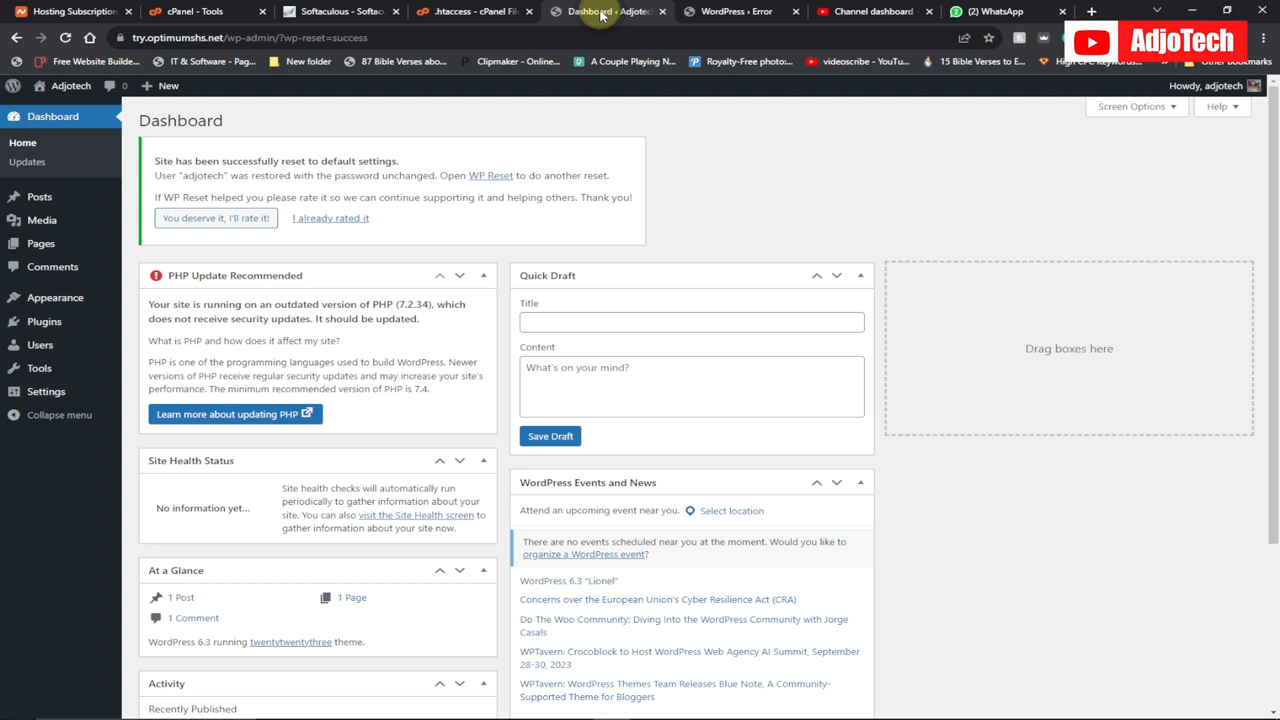 Hosting Subscription
cPanel - Tools
Softaculous - Softac
.htaccess - cPanel File
Dashboard ‹ Adjotech
WordPress › Error
Channel dashboard
WhatsApp
try.optimumshs.net/wp-admin/?wp-reset=success
AdjoTech
Free Website Builde...
IT & Software - Pag...
New folder
A Couple Playing N...
Royalty-Free photo...
videoscribe - YouTu...
15 Bible Verses to E...
High CPC Keywords...
Other Bookmarks
Adjotech
0
New
Howdy, adjotech
Dashboard
Home
Updates
Posts
Media
Pages
Comments
Appearance
Plugins
Users
Tools
Settings
Collapse menu
Dashboard
Screen Options
Help
Site has been successfully reset to default settings.
User "adjotech" was restored with the password unchanged. Open WP Reset to do another reset.
If WP Reset helped you please rate it so we can continue supporting it and helping others. Thank you!
You deserve it, I'll rate it!
I already rated it
PHP Update Recommended
Your site is running on an outdated version of PHP (7.2.34), which
does not receive security updates. It should be updated.
What is PHP and how does it affect my site?
PHP is one of the programming languages used to build WordPress. Newer
versions of PHP receive regular security updates and may increase your site's
performance. The minimum recommended version of PHP is 7.4.
Learn more about updating PHP
Site Health Status
No information yet...
Site health checks will automatically run
periodically to gather information about your
site. You can also visit the Site Health screen to
gather information about your site now.
At a Glance
1 Post
1 Page
1 Comment
WordPress 6.3 running twentytwentythree theme.
Activity
Recently Published
Quick Draft
Title
Content
What's on your mind?
Save Draft
WordPress Events and News
Attend an upcoming event near you.
Select location
There are no events scheduled near you at the moment. Would you like to
organize a WordPress event?
WordPress 6.3 "Lionel"
Concerns over the European Union's Cyber Resilience Act (CRA)
Do The Woo Community: Diving Into the WordPress Community with Jorge
Casals
WPTavern: Crocoblock to Host WordPress Web Agency AI Summit, September
28-30, 2023
WPTavern: WordPress Themes Team Releases Blue Note, A Community-
Supported Theme for Bloggers
Drag boxes here